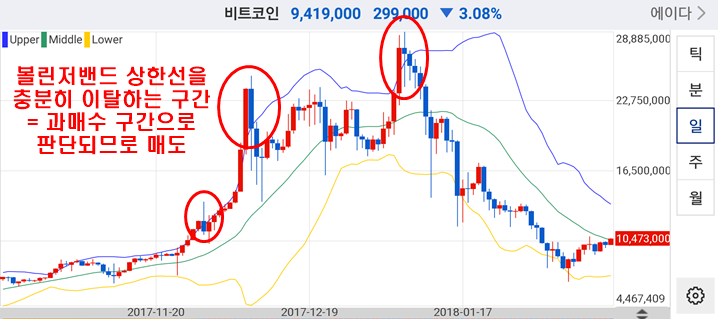 비트코인 9,419,000 299,000 ▼ 3.08% 에이다 >
Upper Middle Lower
볼린저밴드 상한선을
충분히 이탈하는 구간
= 과매수 구간으로
판단되므로 매도
28,885,000
22,750,000
16,500,000
10,473,000
4,467,409
2017-11-20 2017-12-19 2018-01-17
틱
분
일
주
월